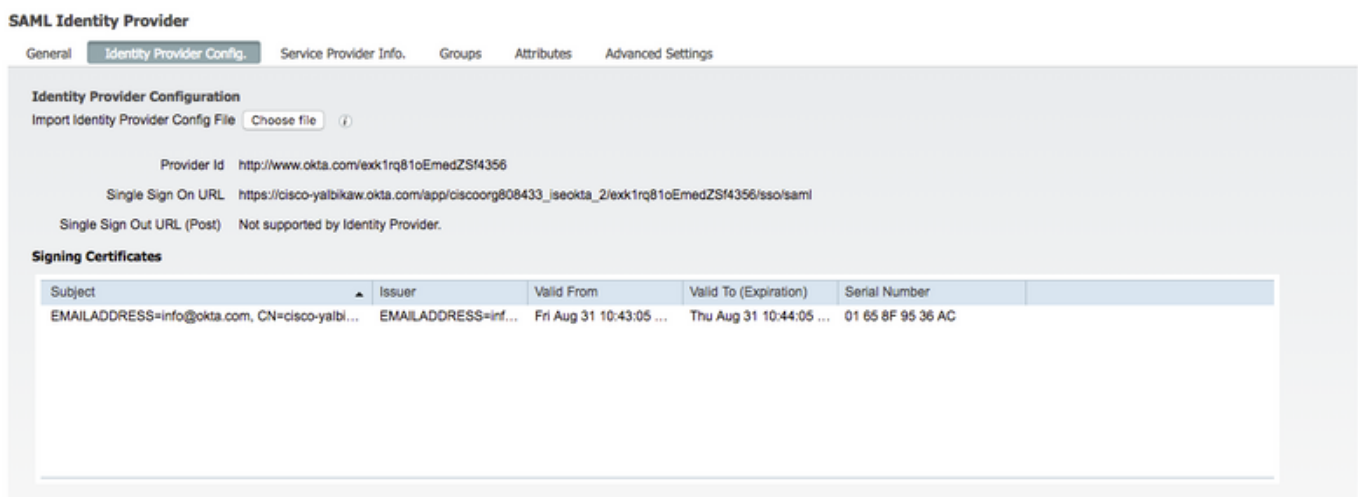 SAML Identity Provider
General Identity Provider Config. Service Provider Info. Groups Attributes Advanced Settings
Identity Provider Configuration
Import Identity Provider Config File Choose file i
Provider Id http://www.okta.com/exk1rq81oEmedZSf4356
Single Sign On URL https://cisco-yalbikaw.okta.com/app/ciscoorg808433_iseokta_2/exk1rq81oEmedZSf4356/sso/saml
Single Sign Out URL (Post) Not supported by Identity Provider.
Signing Certificates
Subject Issuer Valid From Valid To (Expiration) Serial Number
EMAILADDRESS=info@okta.com, CN=cisco-yalbi... EMAILADDRESS=inf... Fri Aug 31 10:43:05 ... Thu Aug 31 10:44:05 ... 01 65 8F 95 36 AC